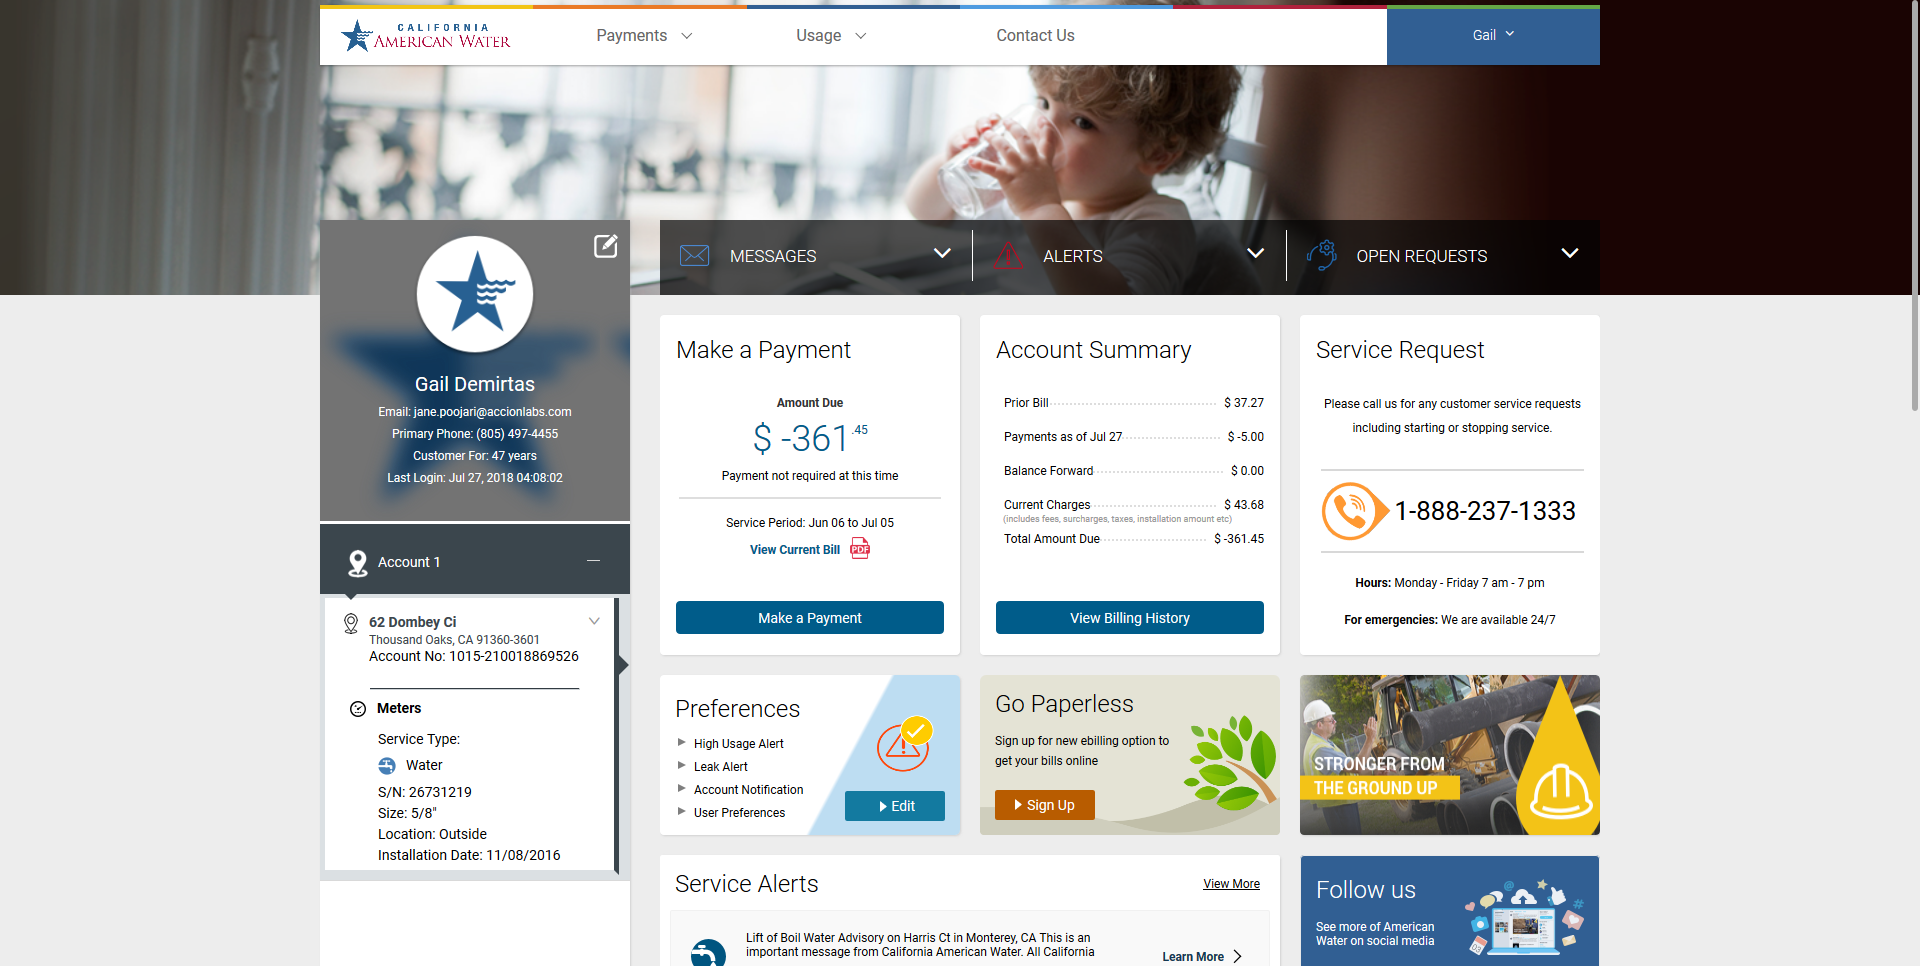 CALIFORNIA
AMERICAN WATER
Payments
Usage
Contact Us
Gail
MESSAGES
ALERTS
OPEN REQUESTS
Gail Demirtas
Email: jane.poojari@accionlabs.com
Primary Phone: (805) 497-4455
Customer For: 47 years
Last Login: Jul 27, 2018 04:08:02
Account 1
62 Dombey Ci
Thousand Oaks, CA 91360-3601
Account No: 1015-210018869526
Meters
Service Type:
Water
S/N: 26731219
Size: 5/8"
Location: Outside
Installation Date: 11/08/2016
Make a Payment
Amount Due
$ -361.45
Payment not required at this time
Service Period: Jun 06 to Jul 05
View Current Bill PDF
Make a Payment
Account Summary
Prior Bill $ 37.27
Payments as of Jul 27 $ -5.00
Balance Forward $ 0.00
Current Charges $ 43.68
(includes fees, surcharges, taxes, installation amount etc)
Total Amount Due $ -361.45
View Billing History
Service Request
Please call us for any customer service requests
including starting or stopping service.
1-888-237-1333
Hours: Monday - Friday 7 am - 7 pm
For emergencies: We are available 24/7
Preferences
High Usage Alert
Leak Alert
Account Notification
User Preferences
Edit
Go Paperless
Sign up for new ebilling option to
get your bills online
Sign Up
STRONGER FROM
THE GROUND UP
Service Alerts
View More
Lift of Boil Water Advisory on Harris Ct in Monterey, CA This is an
important message from California American Water. All California
Learn More
Follow us
See more of American
Water on social media